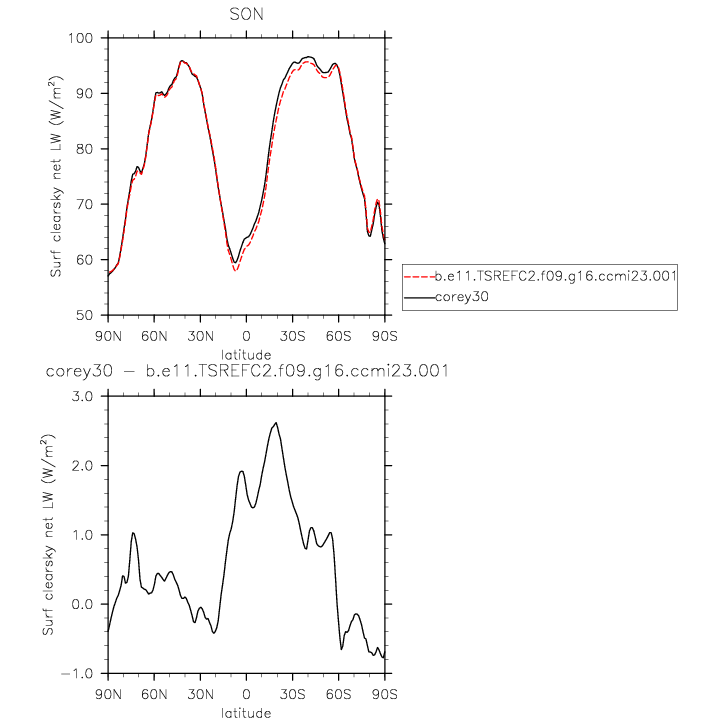 SON
100
90
80
70
60
50
Surf clearsky net LW (W/m²)
90N 60N 30N 0 30S 60S 90S
latitude
b.e11.TSREFC2.f09.g16.ccmi23.001
corey30
corey30 − b.e11.TSREFC2.f09.g16.ccmi23.001
3.0
2.0
1.0
0.0
−1.0
Surf clearsky net LW (W/m²)
90N 60N 30N 0 30S 60S 90S
latitude